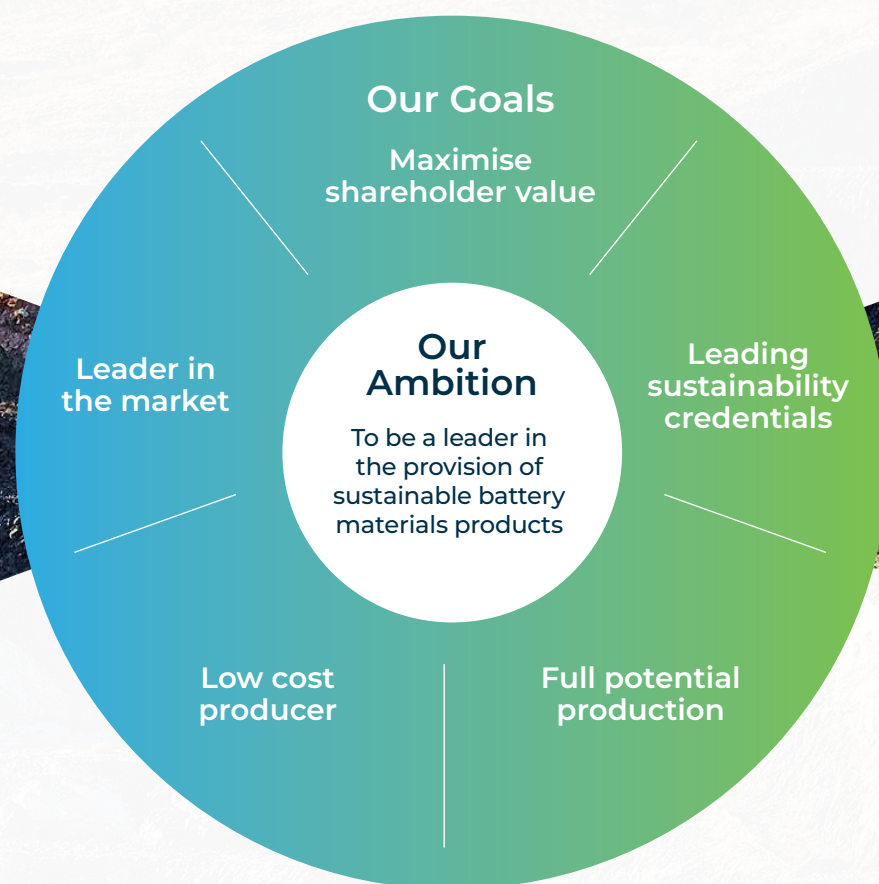 Our Goals
Maximise
shareholder value
Leading
sustainability
credentials
Full potential
production
Low cost
producer
Leader in
the market
Our
Ambition
To be a leader in
the provision of
sustainable battery
materials products